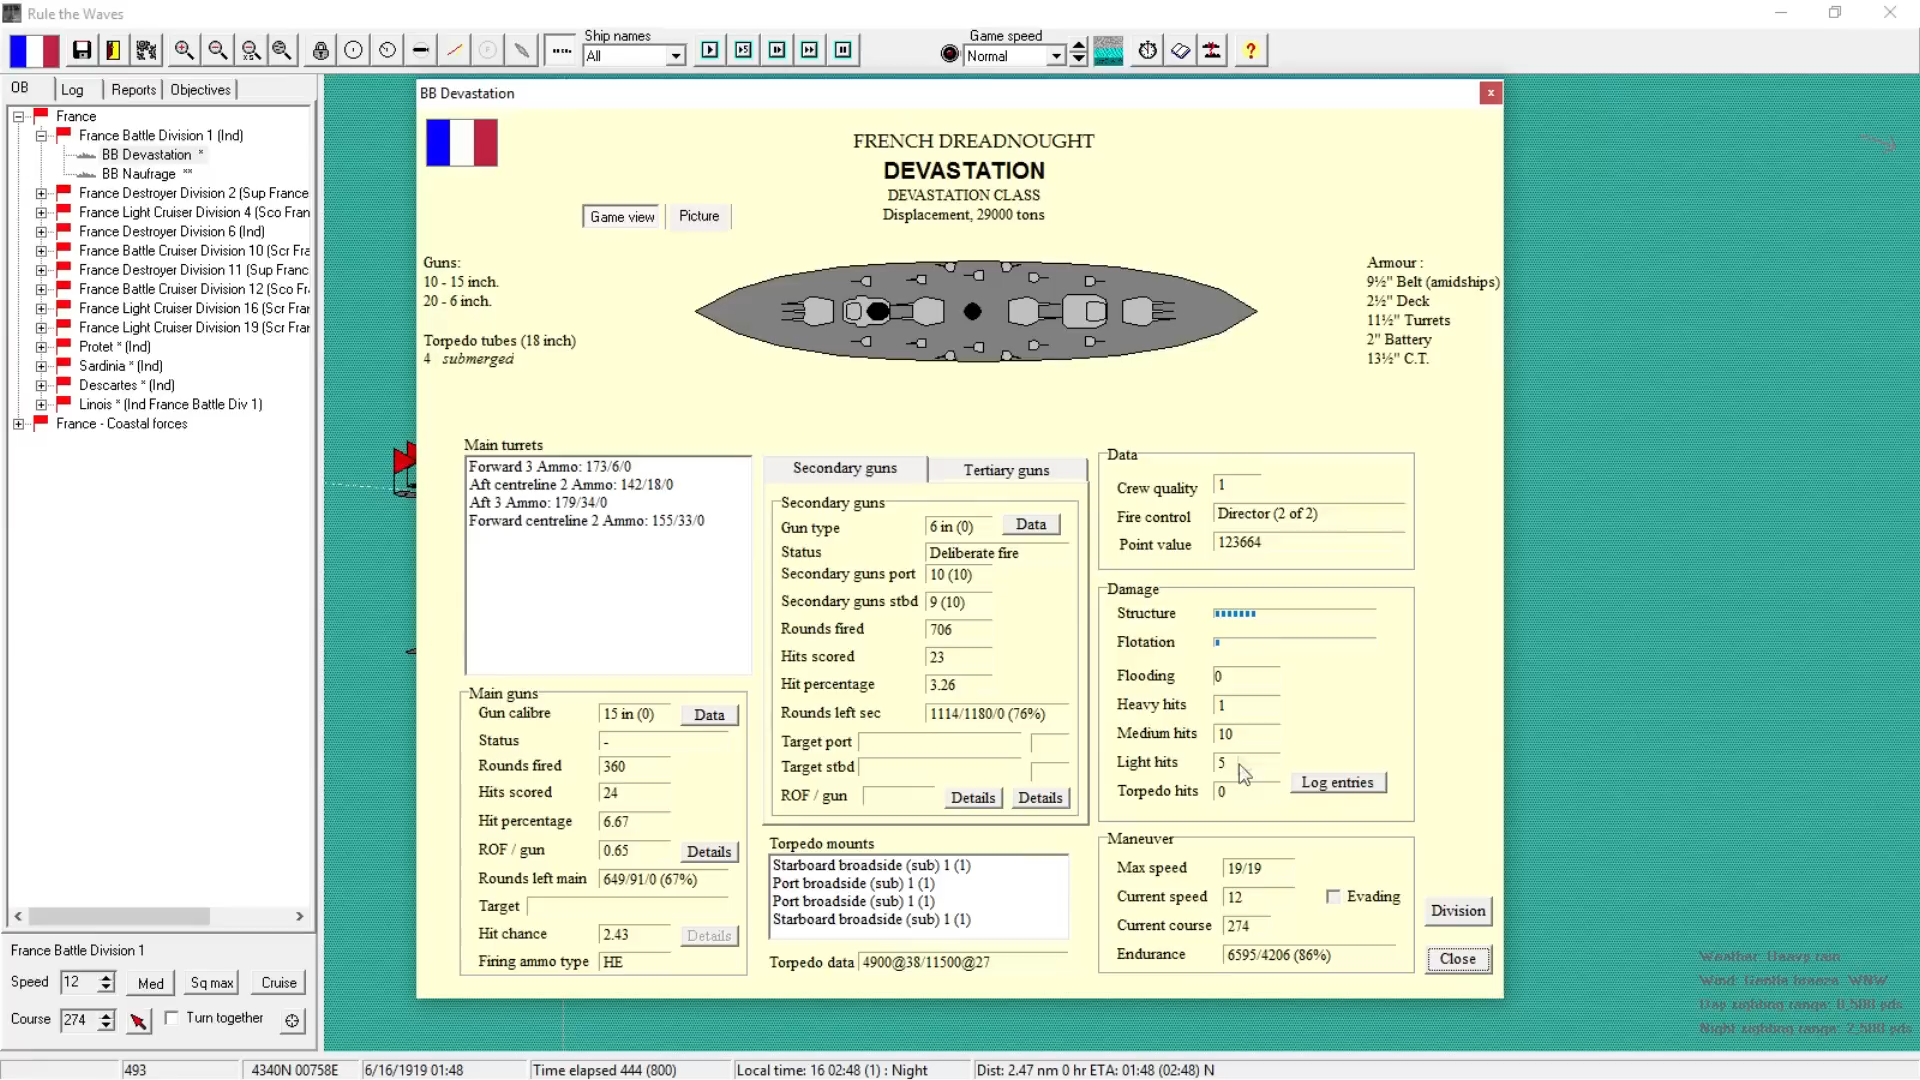 Rule the Waves
Ship names
All
Game speed
Normal
OB
Log
Reports
Objectives
France
France Battle Division 1 (Ind)
BB Devastation *
BB Naufrage **
France Destroyer Division 2 (Sup France
France Light Cruiser Division 4 (Sco Fran
France Destroyer Division 6 (Ind)
France Battle Cruiser Division 10 (Scr Fra
France Destroyer Division 11 (Sup Franc
France Battle Cruiser Division 12 (Sco Fr
France Light Cruiser Division 16 (Scr Frar
France Light Cruiser Division 19 (Scr Frar
Protet * (Ind)
Sardinia * (Ind)
Descartes * (Ind)
Linois * (Ind France Battle Div 1)
France - Coastal forces
France Battle Division 1
Speed 12 Med Sq max Cruise
Course 274 Turn together
BB Devastation
x
FRENCH DREADNOUGHT
DEVASTATION
DEVASTATION CLASS
Displacement, 29000 tons
Game view Picture
Guns:
10 - 15 inch.
20 - 6 inch.
Torpedo tubes (18 inch)
4 submerged
Armour :
9½" Belt (amidships)
2½" Deck
11½" Turrets
2" Battery
13½" C.T.
Main turrets
Forward 3 Ammo: 173/6/0
Aft centreline 2 Ammo: 142/18/0
Aft 3 Ammo: 179/34/0
Forward centreline 2 Ammo: 155/33/0
Main guns
Gun calibre 15 in (0) Data
Status -
Rounds fired 360
Hits scored 24
Hit percentage 6.67
ROF / gun 0.65 Details
Rounds left main 649/91/0 (67%)
Target
Hit chance 2.43 Details
Firing ammo type HE
Secondary guns Tertiary guns
Secondary guns
Gun type 6 in (0) Data
Status Deliberate fire
Secondary guns port 10 (10)
Secondary guns stbd 9 (10)
Rounds fired 706
Hits scored 23
Hit percentage 3.26
Rounds left sec 1114/1180/0 (76%)
Target port
Target stbd
ROF / gun Details Details
Torpedo mounts
Starboard broadside (sub) 1 (1)
Port broadside (sub) 1 (1)
Port broadside (sub) 1 (1)
Starboard broadside (sub) 1 (1)
Torpedo data 4900@38/11500@27
Data
Crew quality 1
Fire control Director (2 of 2)
Point value 123664
Damage
Structure
Flotation
Flooding 0
Heavy hits 1
Medium hits 10
Light hits 5
Torpedo hits 0
Log entries
Maneuver
Max speed 19/19
Current speed 12 Evading
Current course 274
Endurance 6595/4206 (86%)
Division
Close
Weather: Heavy rain
Wind: Gentle breeze WNW
Day sighting range: 8,500 yds
Night sighting range: 2,500 yds
493 4340N 00758E 6/16/1919 01:48 Time elapsed 444 (800) Local time: 16 02:48 (1) : Night Dist: 2.47 nm 0 hr ETA: 01:48 (02:48) N